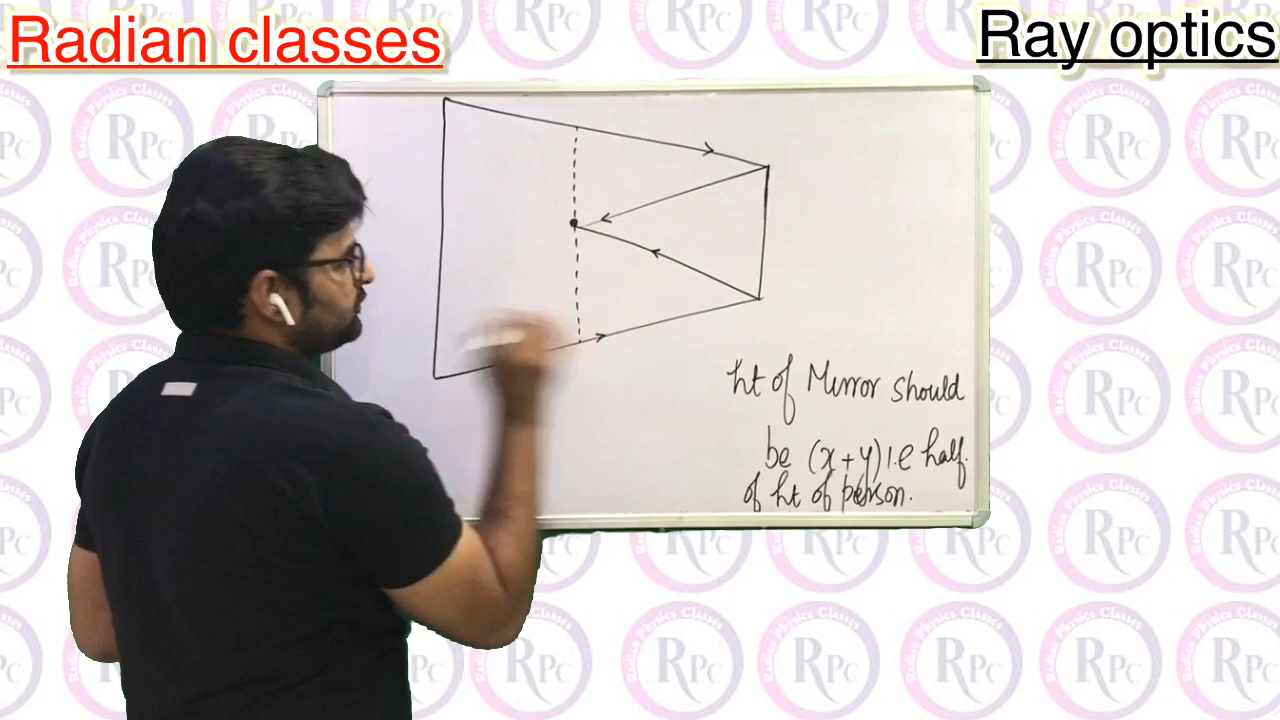 Radian classes
Ray optics
ht of Mirror should
be (x+y) i.e half.
of ht of person.